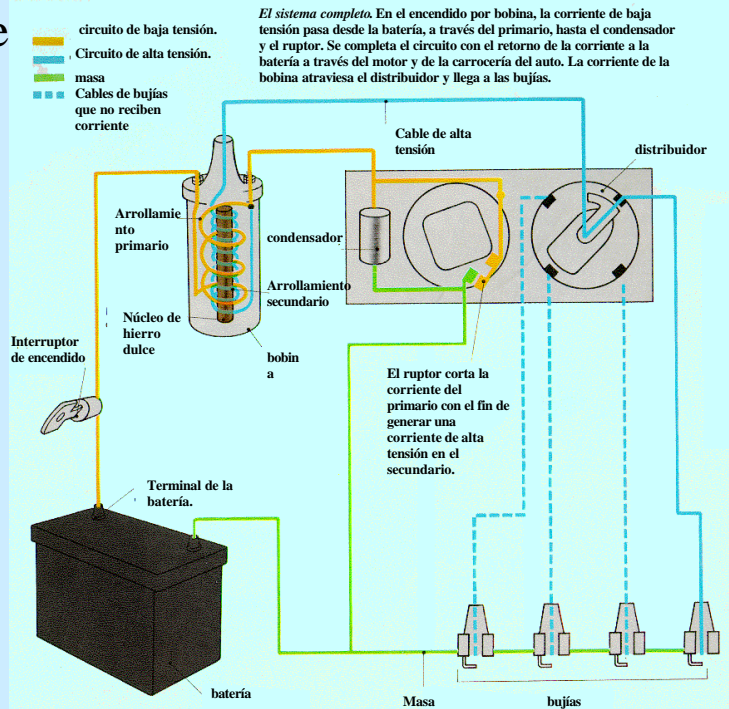 e
circuito de baja tensión.
Circuito de alta tensión.
masa
Cables de bujías
que no reciben
corriente
El sistema completo. En el encendido por bobina, la corriente de baja
tensión pasa desde la batería, a través del primario, hasta el condensador
y el ruptor. Se completa el circuito con el retorno de la corriente a la
batería a través del motor y de la carrocería del auto. La corriente de la
bobina atraviesa el distribuidor y llega a las bujías.
Cable de alta
tensión
distribuidor
Arrollamie
nto
primario
condensador
Arrollamiento
secundario
Núcleo de
hierro
dulce
Interruptor
de encendido
bobin
a
El ruptor corta la
corriente del
primario con el fin de
generar una
corriente de alta
tensión en el
secundario.
Terminal de la
batería.
batería
Masa
bujías